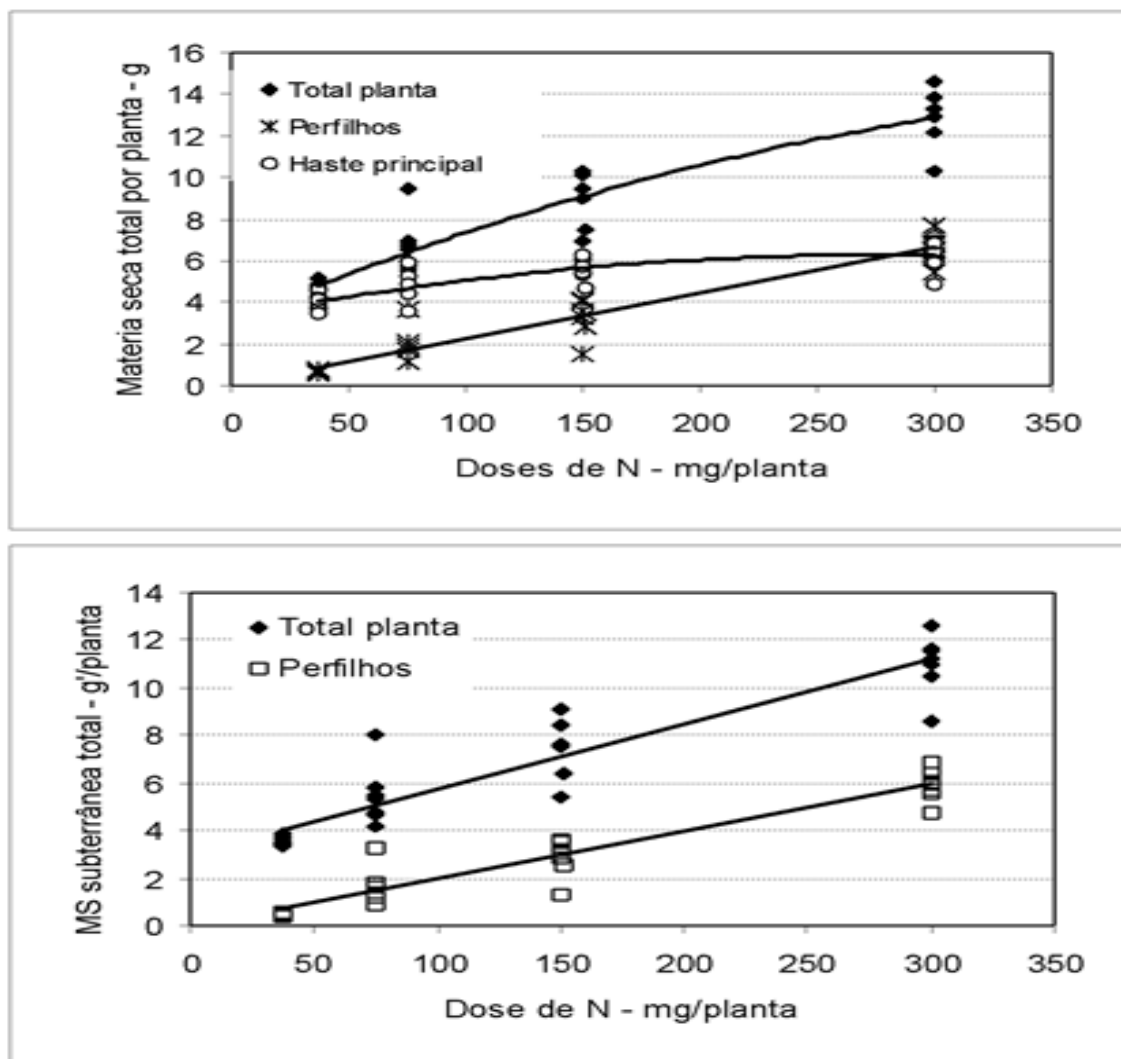 Materia seca total por planta - g
16
14
12
10
8
6
4
2
0
Total planta
Perfilhos
Haste principal
0 50 100 150 200 250 300 350
Doses de N - mg/planta
MS subterrânea total - g'/planta
14
12
10
8
6
4
2
0
Total planta
Perfilhos
0 50 100 150 200 250 300 350
Dose de N - mg/planta